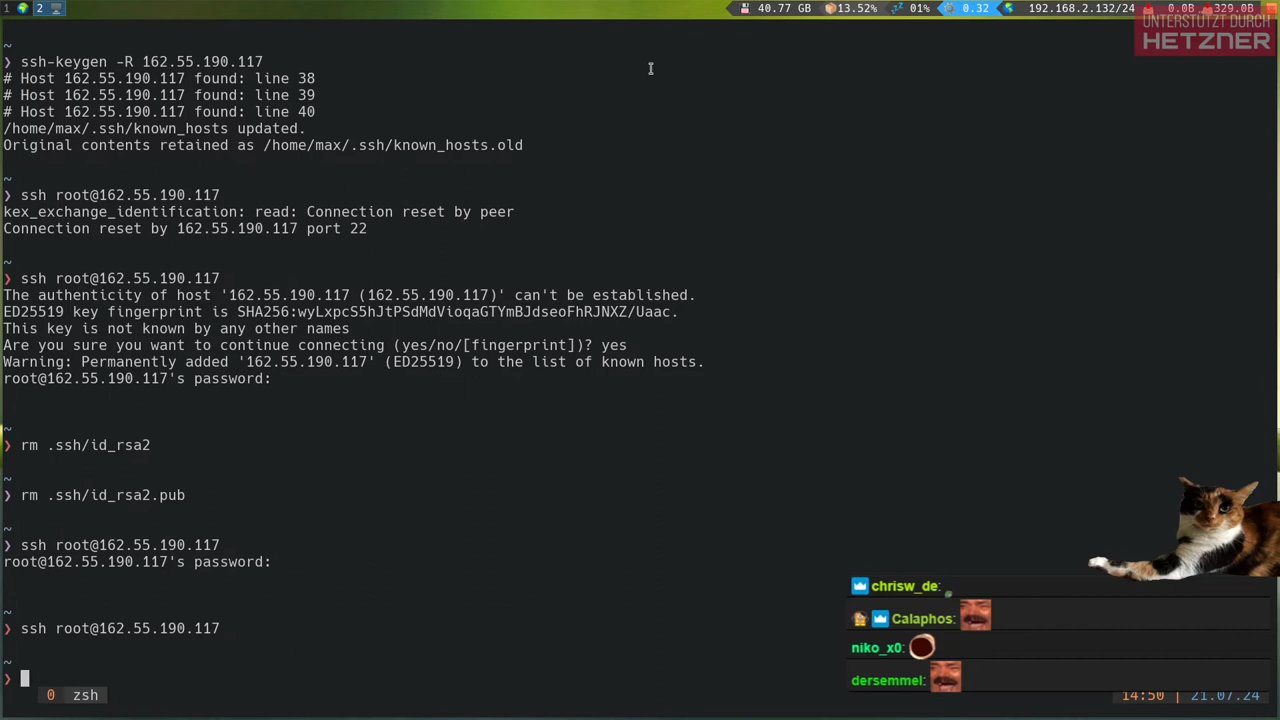 1 2 40.77 GB 13.52% 01% 0.32 192.168.2.132/24 0.0B 329.0B
UNTERSTÜTZT DURCH
HETZNER
~
❯ ssh-keygen -R 162.55.190.117
# Host 162.55.190.117 found: line 38
# Host 162.55.190.117 found: line 39
# Host 162.55.190.117 found: line 40
/home/max/.ssh/known_hosts updated.
Original contents retained as /home/max/.ssh/known_hosts.old
~
❯ ssh root@162.55.190.117
kex_exchange_identification: read: Connection reset by peer
Connection reset by 162.55.190.117 port 22
~
❯ ssh root@162.55.190.117
The authenticity of host '162.55.190.117 (162.55.190.117)' can't be established.
ED25519 key fingerprint is SHA256:wyLxpcS5hJtPSdMdVioqaGTYmBJdseoFhRJNXZ/Uaac.
This key is not known by any other names
Are you sure you want to continue connecting (yes/no/[fingerprint])? yes
Warning: Permanently added '162.55.190.117' (ED25519) to the list of known hosts.
root@162.55.190.117's password:
~
❯ rm .ssh/id_rsa2
~
❯ rm .ssh/id_rsa2.pub
~
❯ ssh root@162.55.190.117
root@162.55.190.117's password:
~
❯ ssh root@162.55.190.117
~
❯
chrisw_de:
Calaphos:
niko_x0:
dersemmel:
0 zsh 14:50 | 21.07.24